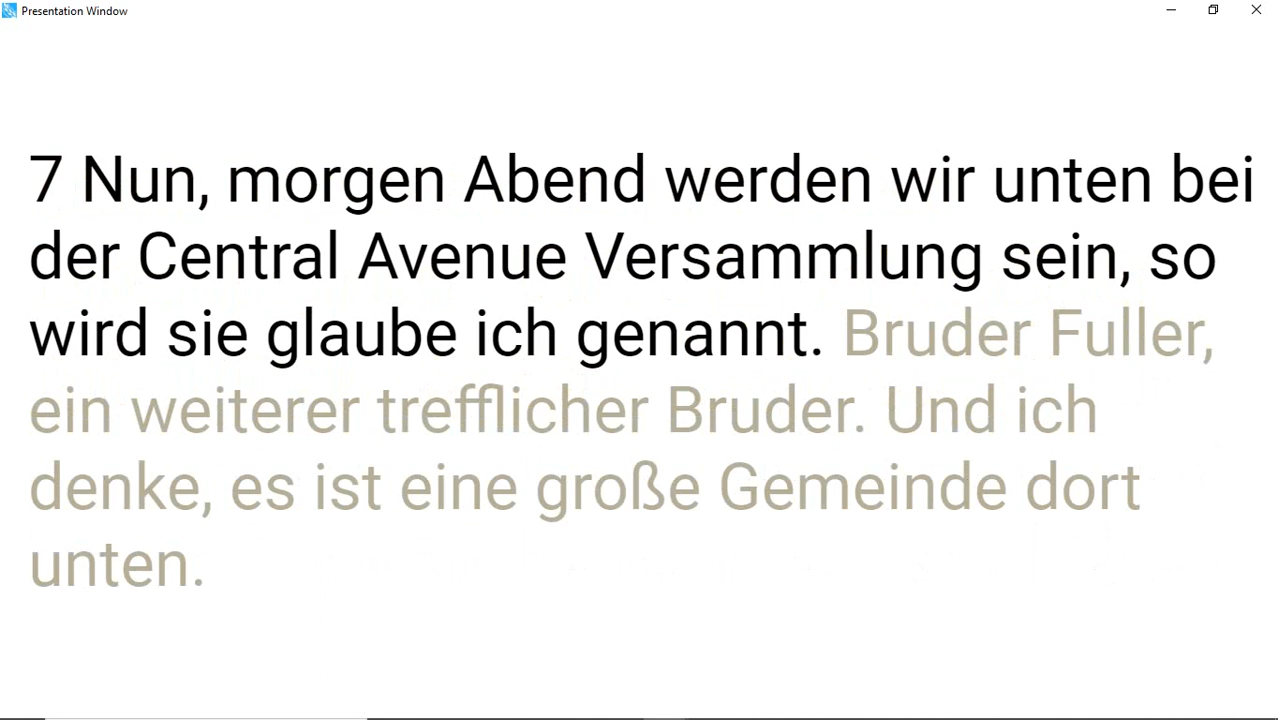 Presentation Window
7 Nun, morgen Abend werden wir unten bei
der Central Avenue Versammlung sein, so
wird sie glaube ich genannt. Bruder Fuller,
ein weiterer trefflicher Bruder. Und ich
denke, es ist eine große Gemeinde dort
unten.